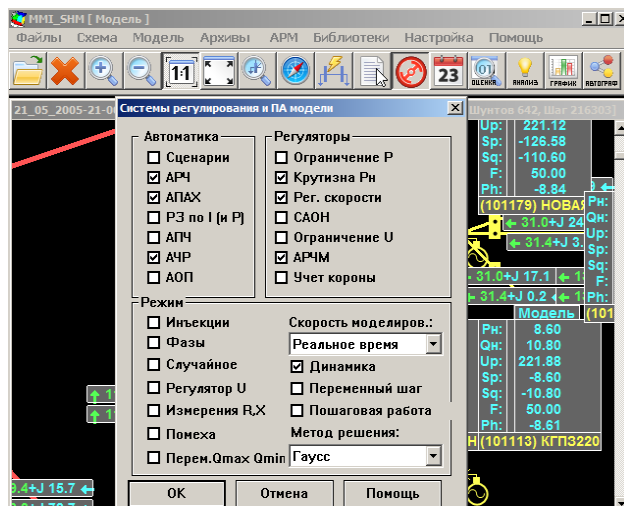 MMI_SHM [ Модель ]
Файлы Схема Модель Архивы АРМ Библиотеки Настройка Помощь
1:1 23 01 ОЦЕНКА АНАЛИЗ ГРАФИК АВТОГРАФ
21_05_2005-21-0
Системы регулирования и ПА модели
Шунтов 642, Шаг 216303]
Автоматика
Сценарии
АРЧ
АПАХ
РЗ по I (и P)
АПЧ
АЧР
АОП
Регуляторы
Ограничение P
Крутизна Рн
Рег. скорости
САОН
Ограничение U
АРЧМ
Учет короны
Режим
Инъекции
Фазы
Случайное
Регулятор U
Измерения R,X
Помеха
Перем.Qmax Qmin
Скорость моделиров.:
Реальное время
Динамика
Переменный шаг
Пошаговая работа
Метод решения:
Гаусс
OK Отмена Помощь
Up: 221.12
Sp: -126.58
Sq: -110.60
F: 50.00
Ph: -8.84
(101179) НОВА
31.0+J 24
31.4+J 3.
31.0+J 17.1
31.4+J 0.2
Рн:
Qн:
Up:
Sp:
Sq:
F:
Ph:
(101
Модель
Рн: 8.60
Qн: 10.80
Up: 221.88
Sp: -8.60
Sq: -10.80
F: 50.00
Ph: -8.61
Н (101113) КГПЗ220
11
11
9.4+J 15.7